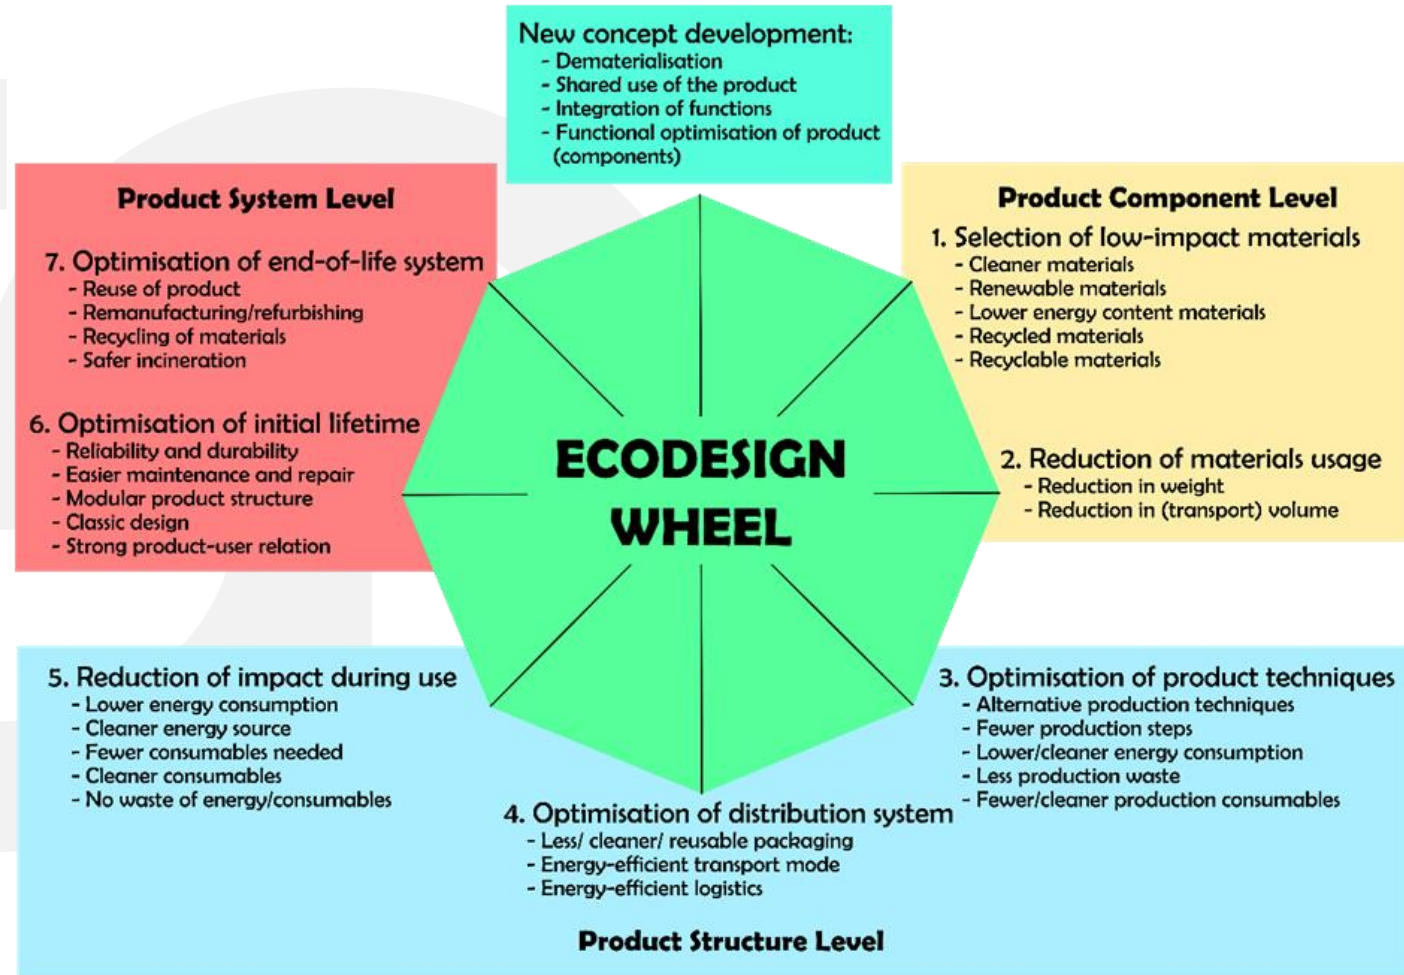 New concept development:
- Dematerialisation
- Shared use of the product
- Integration of functions
- Functional optimisation of product
(components)
Product System Level
7. Optimisation of end-of-life system
- Reuse of product
- Remanufacturing/refurbishing
- Recycling of materials
- Safer incineration
6. Optimisation of initial lifetime
- Reliability and durability
- Easier maintenance and repair
- Modular product structure
- Classic design
- Strong product-user relation
Product Component Level
1. Selection of low-impact materials
- Cleaner materials
- Renewable materials
- Lower energy content materials
- Recycled materials
- Recyclable materials
2. Reduction of materials usage
- Reduction in weight
- Reduction in (transport) volume
ECODESIGN
WHEEL
5. Reduction of impact during use
- Lower energy consumption
- Cleaner energy source
- Fewer consumables needed
- Cleaner consumables
- No waste of energy/consumables
3. Optimisation of product techniques
- Alternative production techniques
- Fewer production steps
- Lower/cleaner energy consumption
- Less production waste
- Fewer/cleaner production consumables
4. Optimisation of distribution system
- Less/ cleaner/ reusable packaging
- Energy-efficient transport mode
- Energy-efficient logistics
Product Structure Level